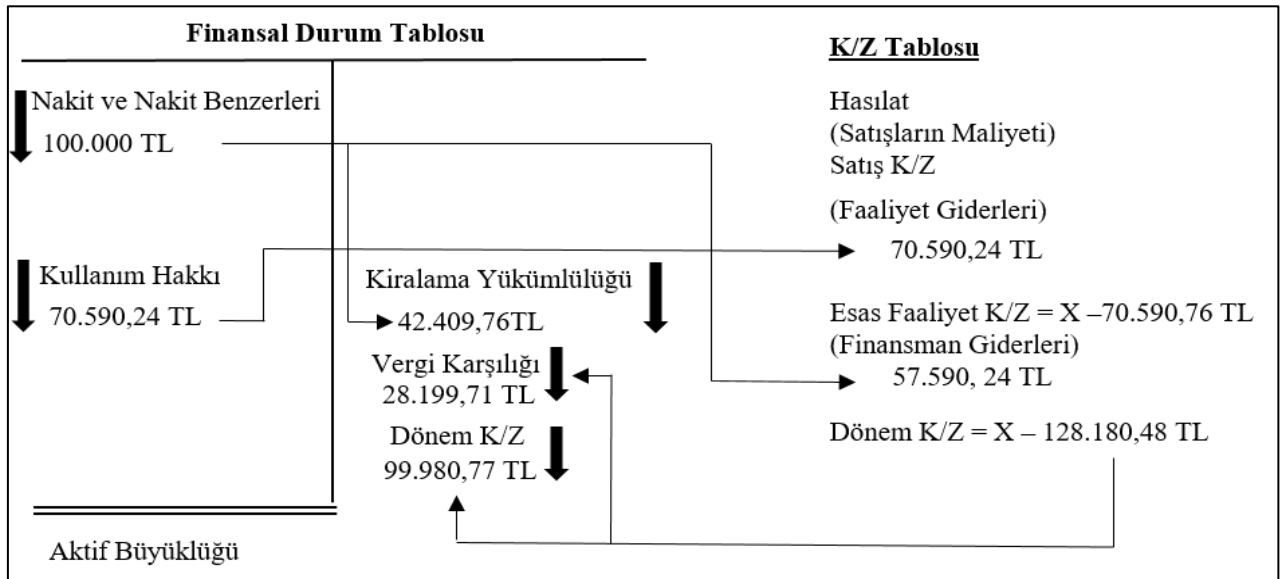 Finansal Durum Tablosu
Nakit ve Nakit Benzerleri
100.000 TL
Kullanım Hakkı
70.590,24 TL
Kiralama Yükümlülüğü
42.409,76TL
Vergi Karşılığı
28.199,71 TL
Dönem K/Z
99.980,77 TL
Aktif Büyüklüğü
K/Z Tablosu
Hasılat
(Satışların Maliyeti)
Satış K/Z
(Faaliyet Giderleri)
70.590,24 TL
Esas Faaliyet K/Z = X –70.590,76 TL
(Finansman Giderleri)
57.590, 24 TL
Dönem K/Z = X – 128.180,48 TL